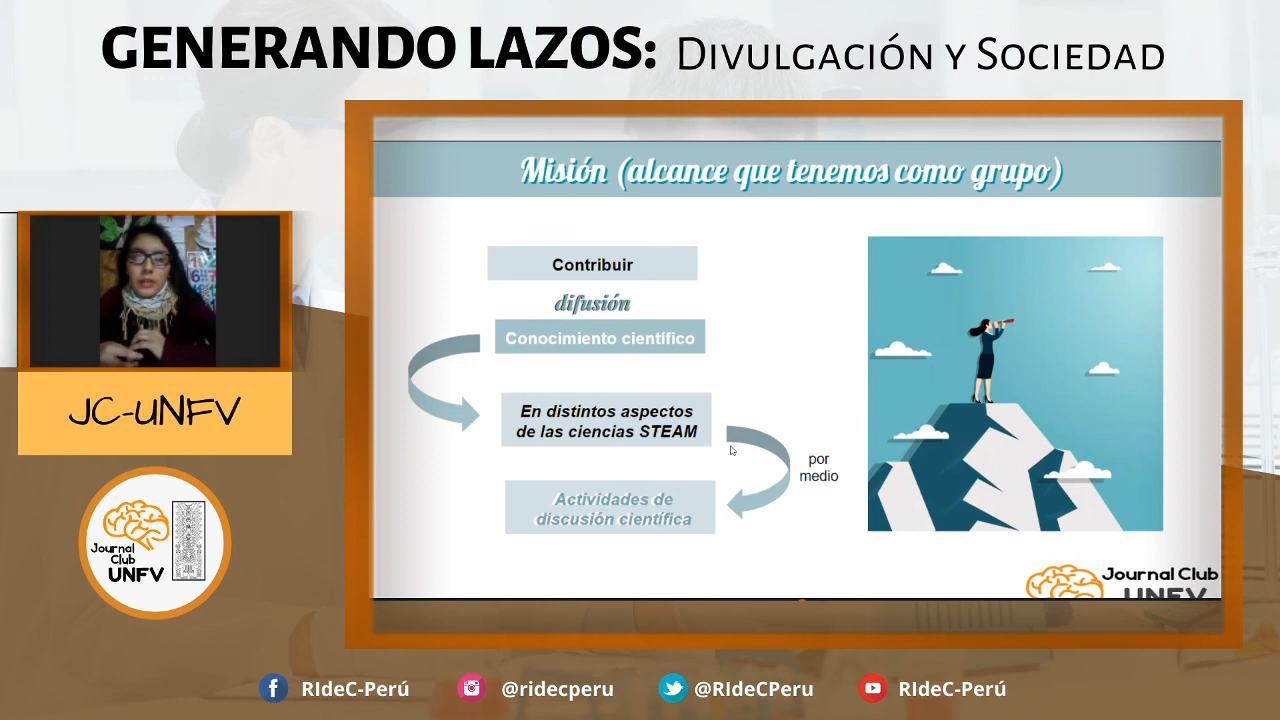 GENERANDO LAZOS: DIVULGACIÓN Y SOCIEDAD
Misión (alcance que tenemos como grupo)
Contribuir
difusión
Conocimiento científico
En distintos aspectos
de las ciencias STEAM
por
medio
Actividades de
discusión científica
Journal Club
UNFV
JC-UNFV
Journal
Club
UNFV
RIdeC-Perú
@ridecperu
@RIdeCPeru
RIdeC-Perú